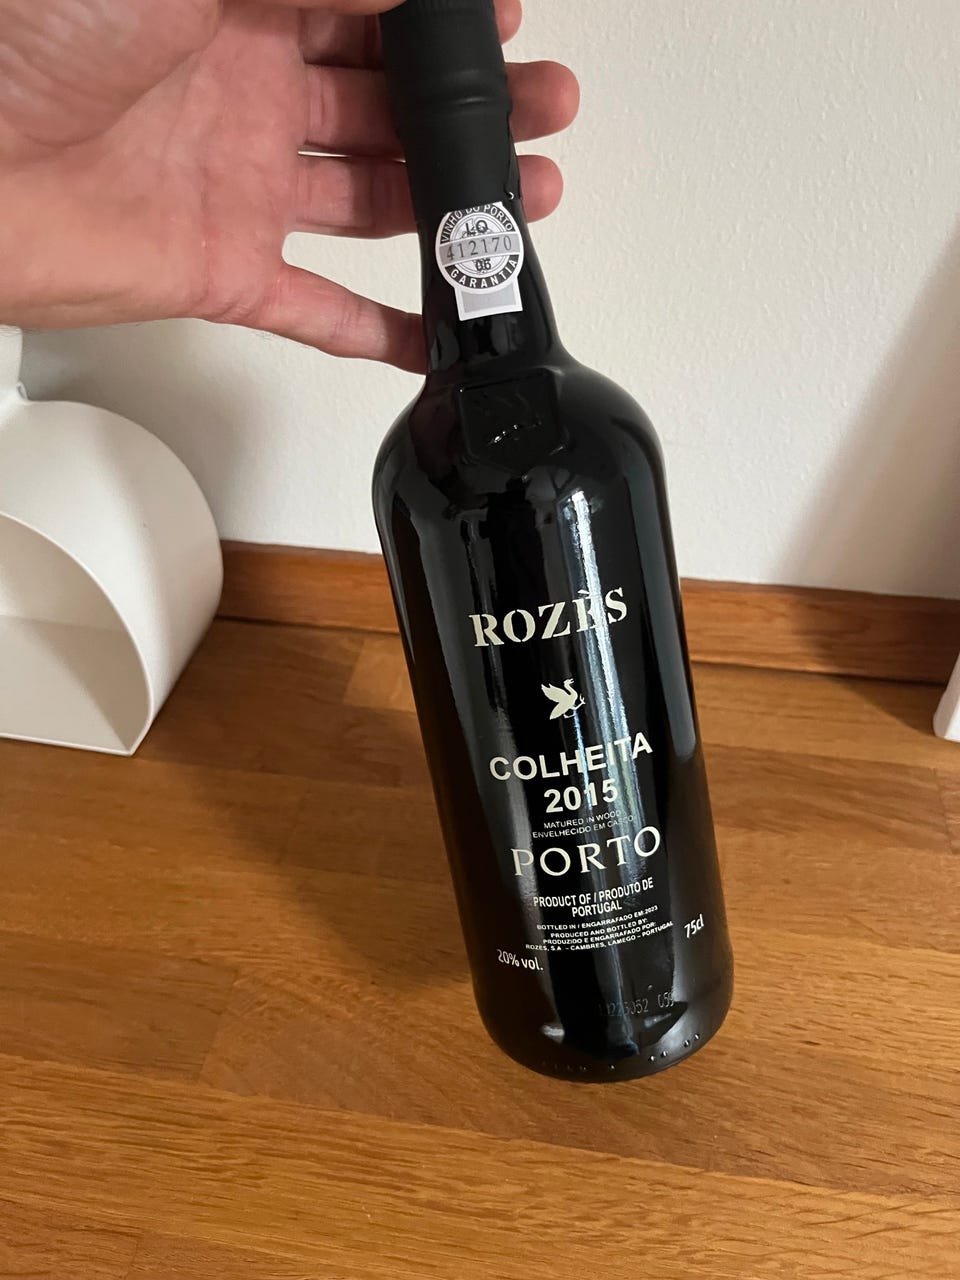 VINHO DO PORTO
412170
GARANTIA
ROZÈS
COLHEITA
2015
MATURED IN WOOD
ENVELHECIDO EM CASCO
PORTO
PRODUCT OF / PRODUTO DE
PORTUGAL
BOTTLED IN / ENGARRAFADO EM:2023
PRODUCED AND BOTTLED BY:
PRODUZIDO E ENGARRAFADO POR:
ROZES, S.A - CAMBRES, LAMEGO - PORTUGAL
75cl
20% vol.